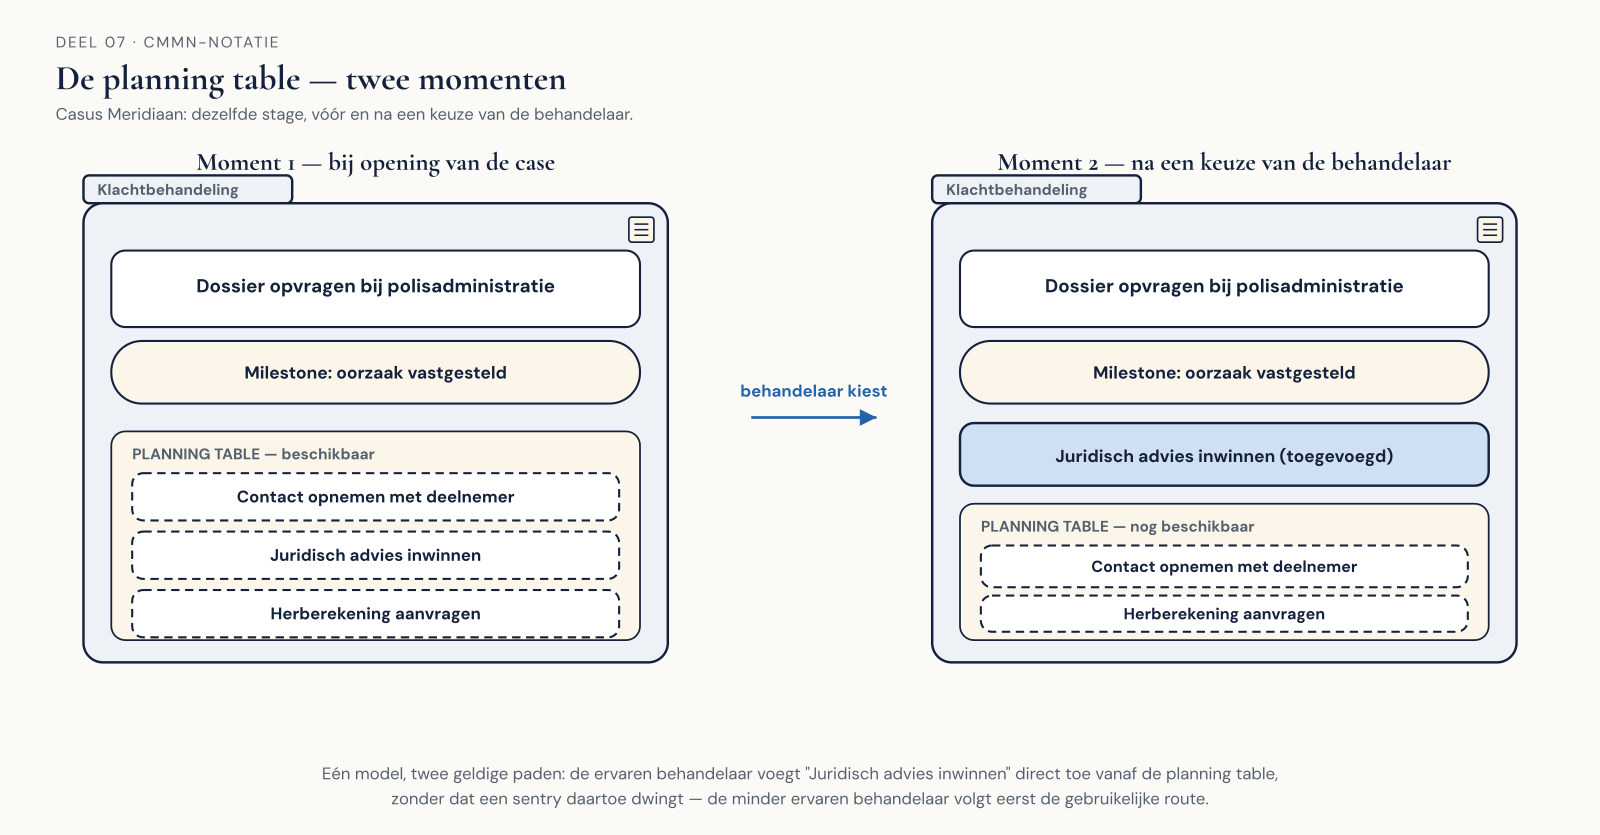 DEEL 07 · CMMN-NOTATIE
De planning table — twee momenten
Casus Meridiaan: dezelfde stage, vóór en na een keuze van de behandelaar.
Moment 1 — bij opening van de case
Klachtbehandeling
Dossier opvragen bij polisadministratie
Milestone: oorzaak vastgesteld
PLANNING TABLE — beschikbaar
Contact opnemen met deelnemer
Juridisch advies inwinnen
Herberekening aanvragen
behandelaar kiest
Moment 2 — na een keuze van de behandelaar
Klachtbehandeling
Dossier opvragen bij polisadministratie
Milestone: oorzaak vastgesteld
Juridisch advies inwinnen (toegevoegd)
PLANNING TABLE — nog beschikbaar
Contact opnemen met deelnemer
Herberekening aanvragen
Eén model, twee geldige paden: de ervaren behandelaar voegt "Juridisch advies inwinnen" direct toe vanaf de planning table,
zonder dat een sentry daartoe dwingt — de minder ervaren behandelaar volgt eerst de gebruikelijke route.